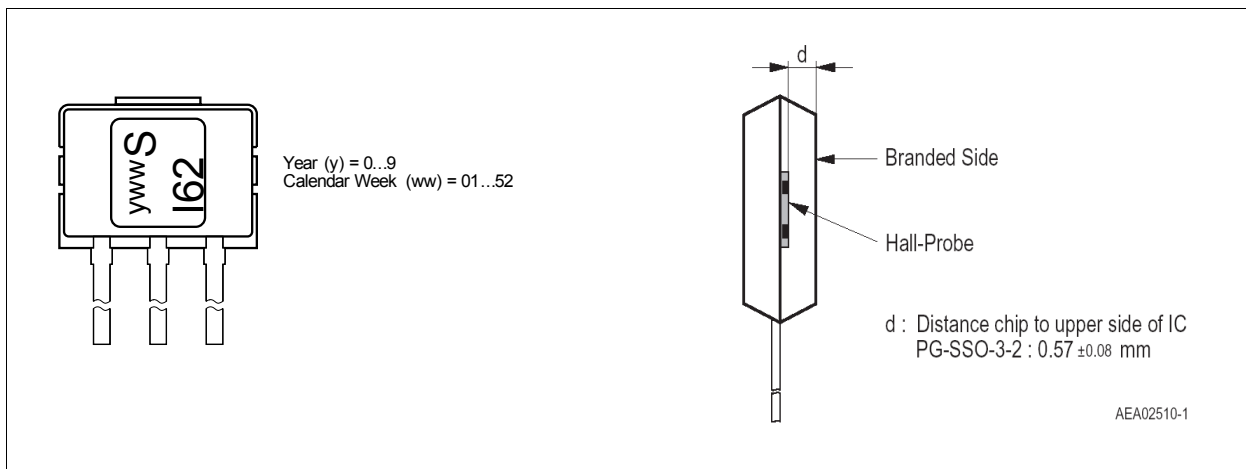 ywwS
I62
Year (y) = 0...9
Calendar Week (ww) = 01...52
d
Branded Side
Hall-Probe
d : Distance chip to upper side of IC
PG-SSO-3-2 : 0.57 ±0.08 mm
AEA02510-1